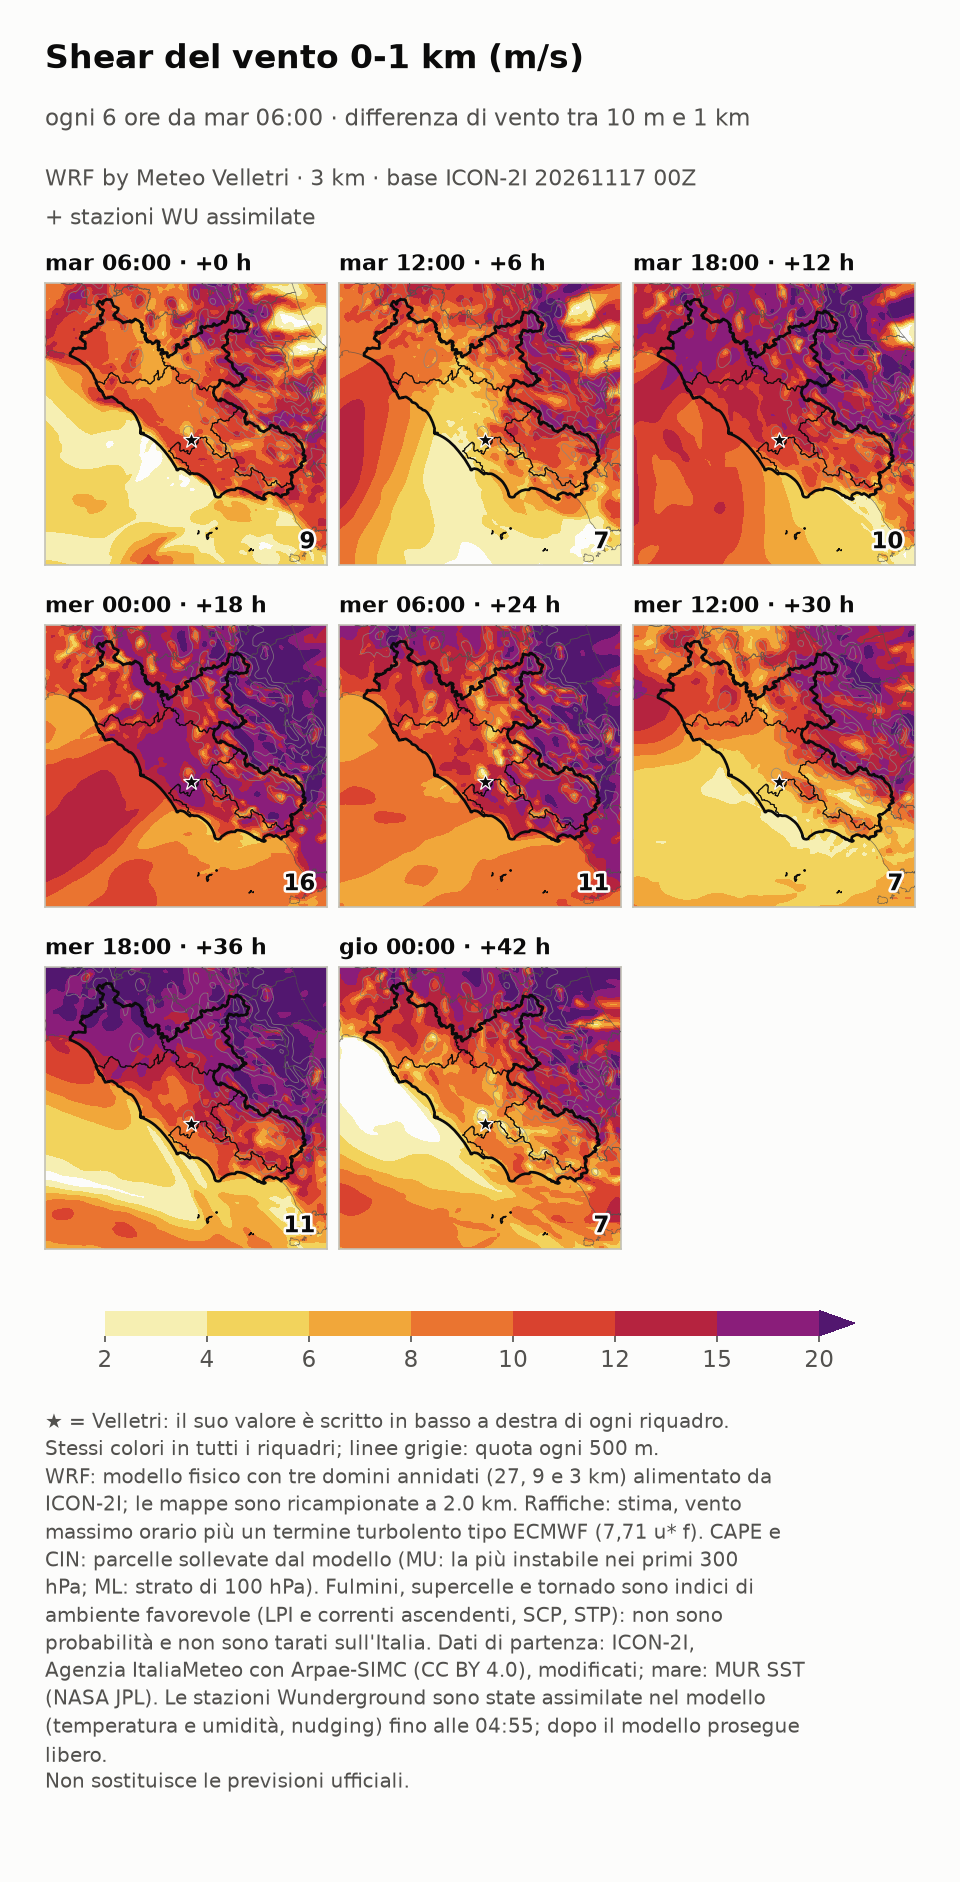 Shear del vento 0-1 km (m/s)
ogni 6 ore da mar 06:00 · differenza di vento tra 10 m e 1 km
WRF by Meteo Velletri · 3 km · base ICON-2I 20261117 00Z
+ stazioni WU assimilate
mar 06:00 · +0 h
mar 12:00 · +6 h
mar 18:00 · +12 h
9
7
10
mer 00:00 · +18 h
mer 06:00 · +24 h
mer 12:00 · +30 h
16
11
7
mer 18:00 · +36 h
gio 00:00 · +42 h
11
7
2 4 6 8 10 12 15 20
★ = Velletri: il suo valore è scritto in basso a destra di ogni riquadro.
Stessi colori in tutti i riquadri; linee grigie: quota ogni 500 m.
WRF: modello fisico con tre domini annidati (27, 9 e 3 km) alimentato da
ICON-2I; le mappe sono ricampionate a 2.0 km. Raffiche: stima, vento
massimo orario più un termine turbolento tipo ECMWF (7,71 u* f). CAPE e
CIN: parcelle sollevate dal modello (MU: la più instabile nei primi 300
hPa; ML: strato di 100 hPa). Fulmini, supercelle e tornado sono indici di
ambiente favorevole (LPI e correnti ascendenti, SCP, STP): non sono
probabilità e non sono tarati sull'Italia. Dati di partenza: ICON-2I,
Agenzia ItaliaMeteo con Arpae-SIMC (CC BY 4.0), modificati; mare: MUR SST
(NASA JPL). Le stazioni Wunderground sono state assimilate nel modello
(temperatura e umidità, nudging) fino alle 04:55; dopo il modello prosegue
libero.
Non sostituisce le previsioni ufficiali.